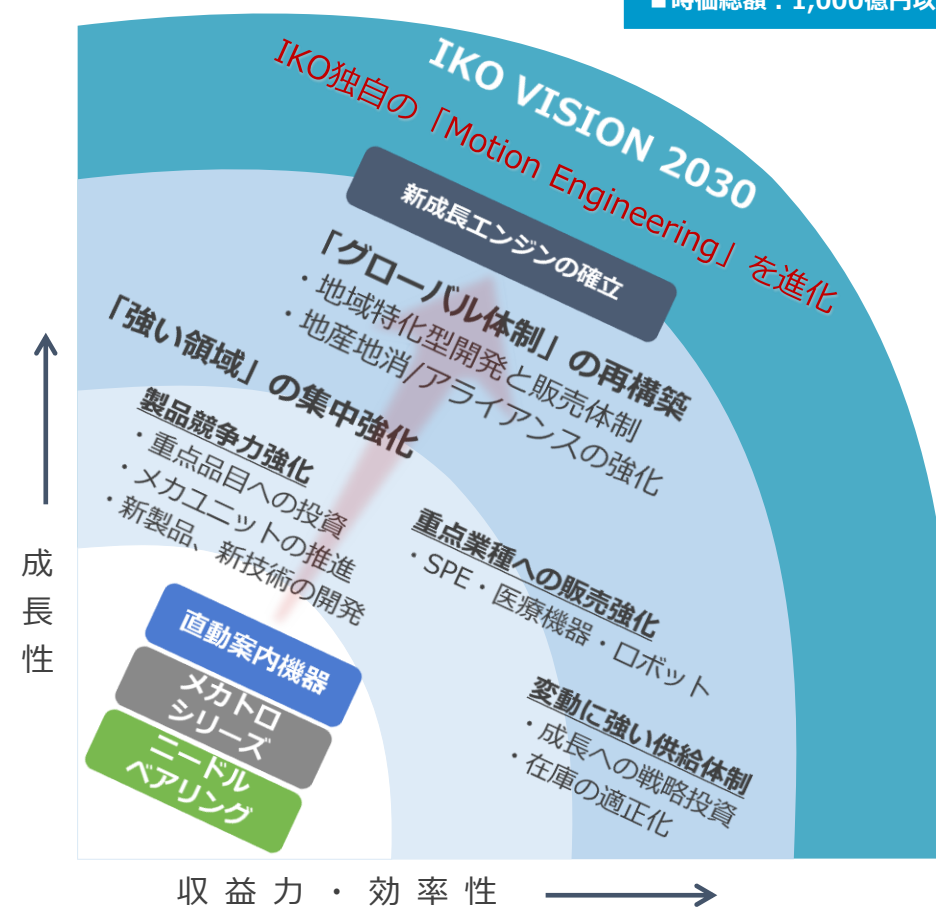 ■時価総額:1,000億円以
IKO VISION 2030
IKO独自の「Motion Engineering」を進化
新成長エンジンの確立
「グローバル体制」の再構築
・地域特化型開発と販売体制
・地産地消/アライアンスの強化
「強い領域」の集中強化
製品競争力強化
・重点品目への投資
・メカユニットの推進
・新製品、新技術の開発
重点業種への販売強化
・SPE・医療機器・ロボット
変動に強い供給体制
・成長への戦略投資
・在庫の適正化
直動案内機器
メカトロ
シリーズ
ニードル
ベアリング
成長性
収益力・効率性